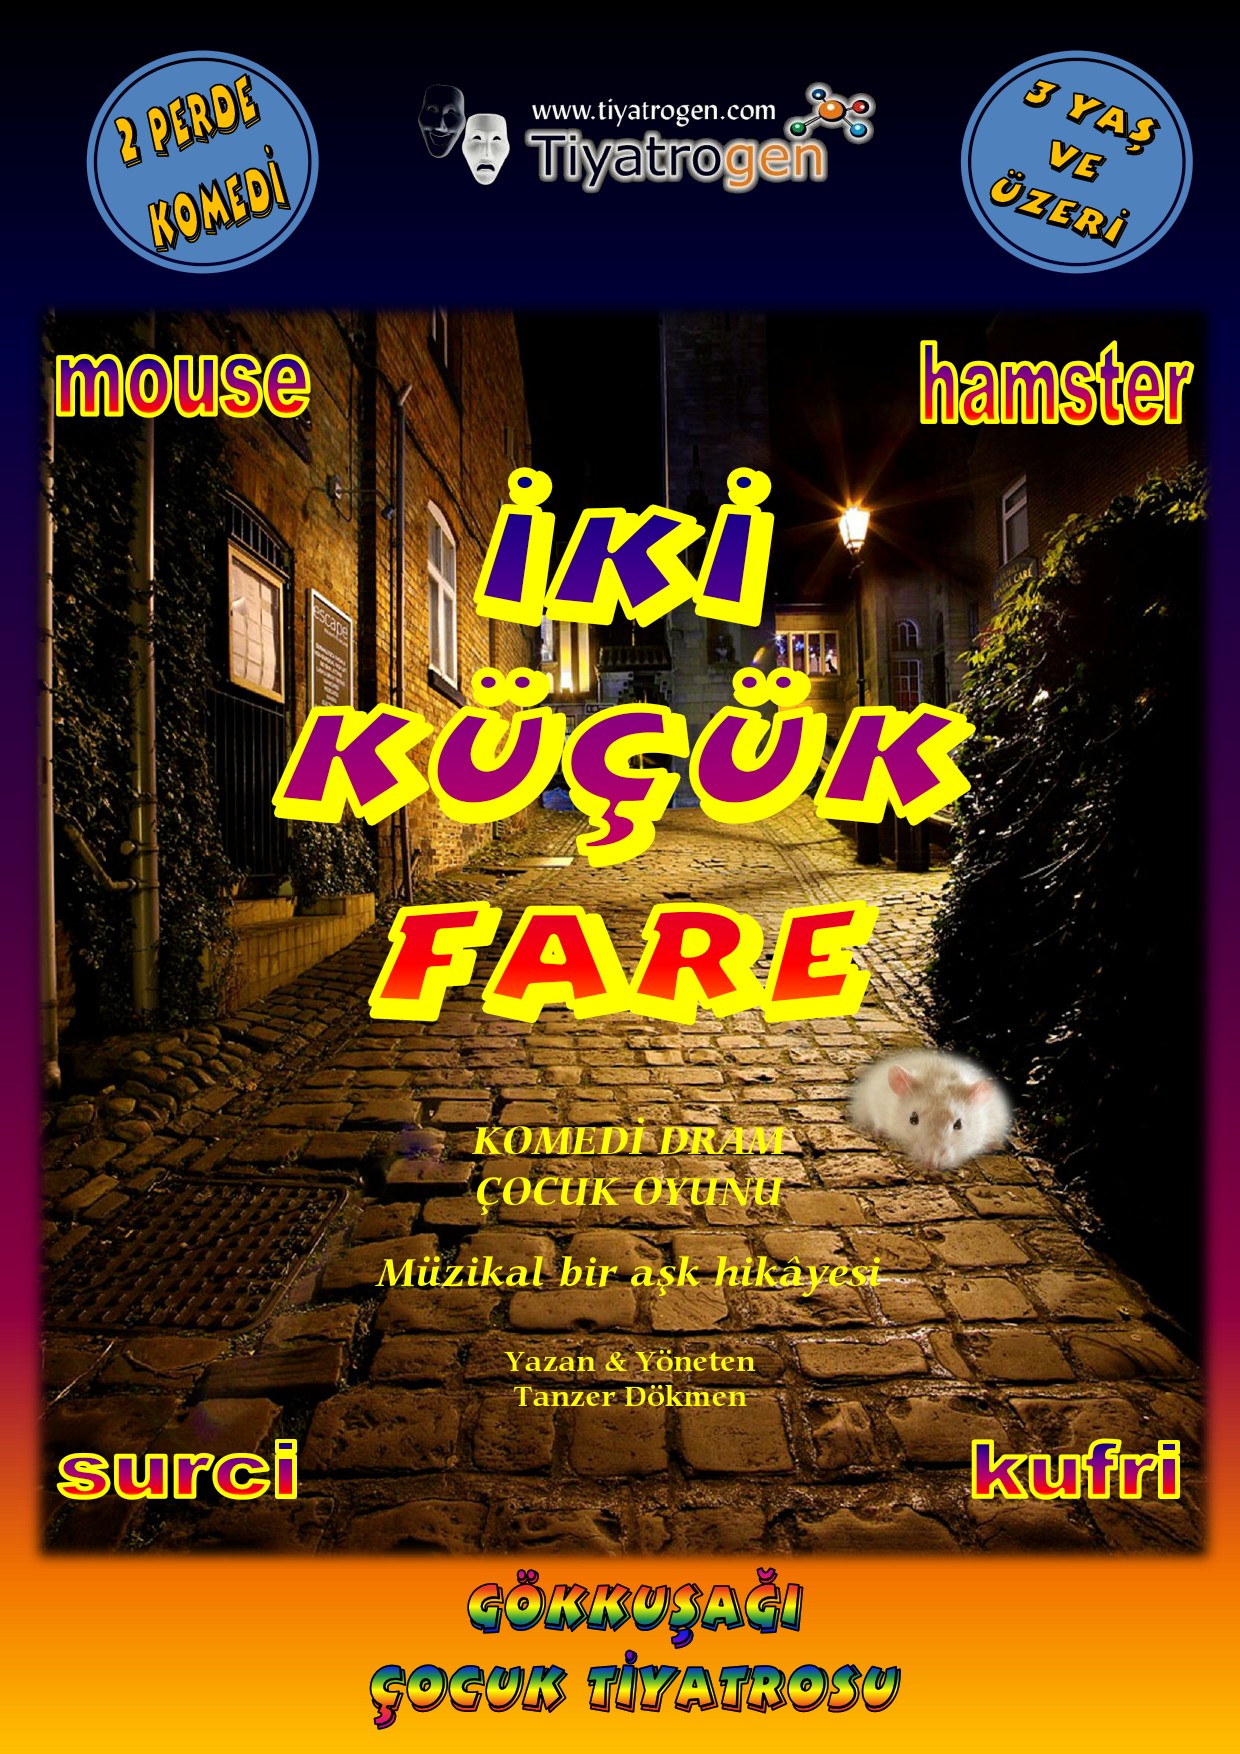 2 PERDE
KOMEDİ
www.tiyatrogen.com
Tiyatrogen
3 YAŞ
VE
ÜZERİ
mouse
hamster
escape
İKİ
KÜÇÜK
FARE
KOMEDİ DRAM
ÇOCUK OYUNU
Müzikal bir aşk hikâyesi
Yazan & Yöneten
Tanzer Dökmen
surci
kufri
GÖKKUŞAĞI
ÇOCUK TİYATROSU